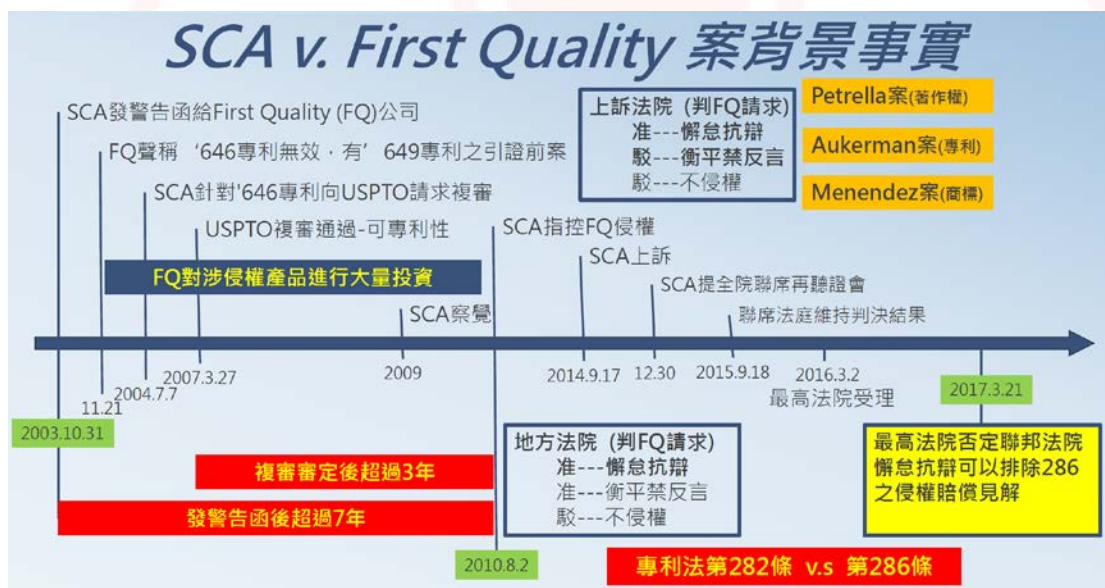 SCA v. First Quality 案背景事實
SCA發警告函給First Quality (FQ)公司
FQ聲稱 ‘646專利無效，有’ 649專利之引證前案
SCA針對'646專利向USPTO請求複審
USPTO複審通過-可專利性
FQ對涉侵權產品進行大量投資
SCA察覺
上訴法院 (判FQ請求)
准---懈怠抗辯
駁---衡平禁反言
駁---不侵權
Petrella案(著作權)
Aukerman案(專利)
Menendez案(商標)
SCA指控FQ侵權
SCA上訴
SCA提全院聯席再聽證會
聯席法庭維持判決結果
2003.10.31
11.21
2004.7.7
2007.3.27
2009
2010.8.2
2014.9.17
12.30
2015.9.18
2016.3.2
最高法院受理
2017.3.21
複審審定後超過3年
發警告函後超過7年
地方法院 (判FQ請求)
准---懈怠抗辯
准---衡平禁反言
駁---不侵權
最高法院否定聯邦法院
懈怠抗辯可以排除286
之侵權賠償見解
專利法第282條 v.s 第286條